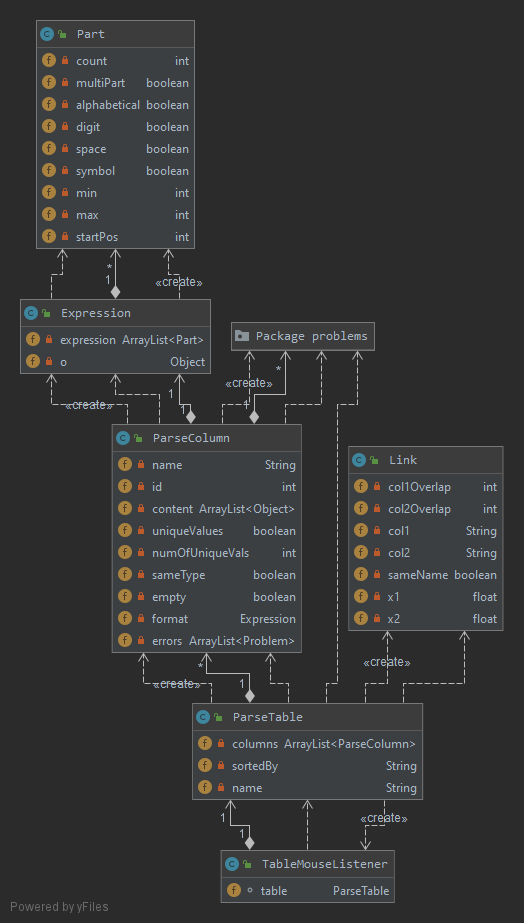 Part
count int
multiPart boolean
alphabetical boolean
digit boolean
space boolean
symbol boolean
min int
max int
startPos int
*
1
«create»
Expression
expression ArrayList<Part>
o Object
Package problems
«create»
*
«create»
1
1
1
ParseColumn
name String
id int
content ArrayList<Object>
uniqueValues boolean
numOfUniqueVals int
sameType boolean
empty boolean
format Expression
errors ArrayList<Problem>
Link
col1Overlap int
col2Overlap int
col1 String
col2 String
sameName boolean
x1 float
x2 float
*
«create»
1
«create»
ParseTable
columns ArrayList<ParseColumn>
sortedBy String
name String
1
1
«create»
TableMouseListener
table ParseTable
Powered by yFiles